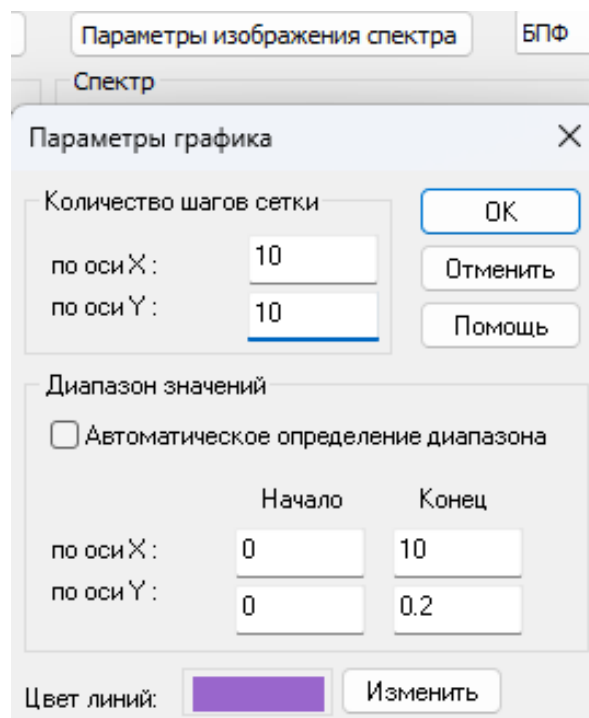 Параметры изображения спектра
БПФ
Спектр
Параметры графика
Количество шагов сетки
по оси X :
10
по оси Y :
10
OK
Отменить
Помощь
Диапазон значений
Автоматическое определение диапазона
Начало Конец
по оси X : 0 10
по оси Y : 0 0.2
Цвет линий: Изменить